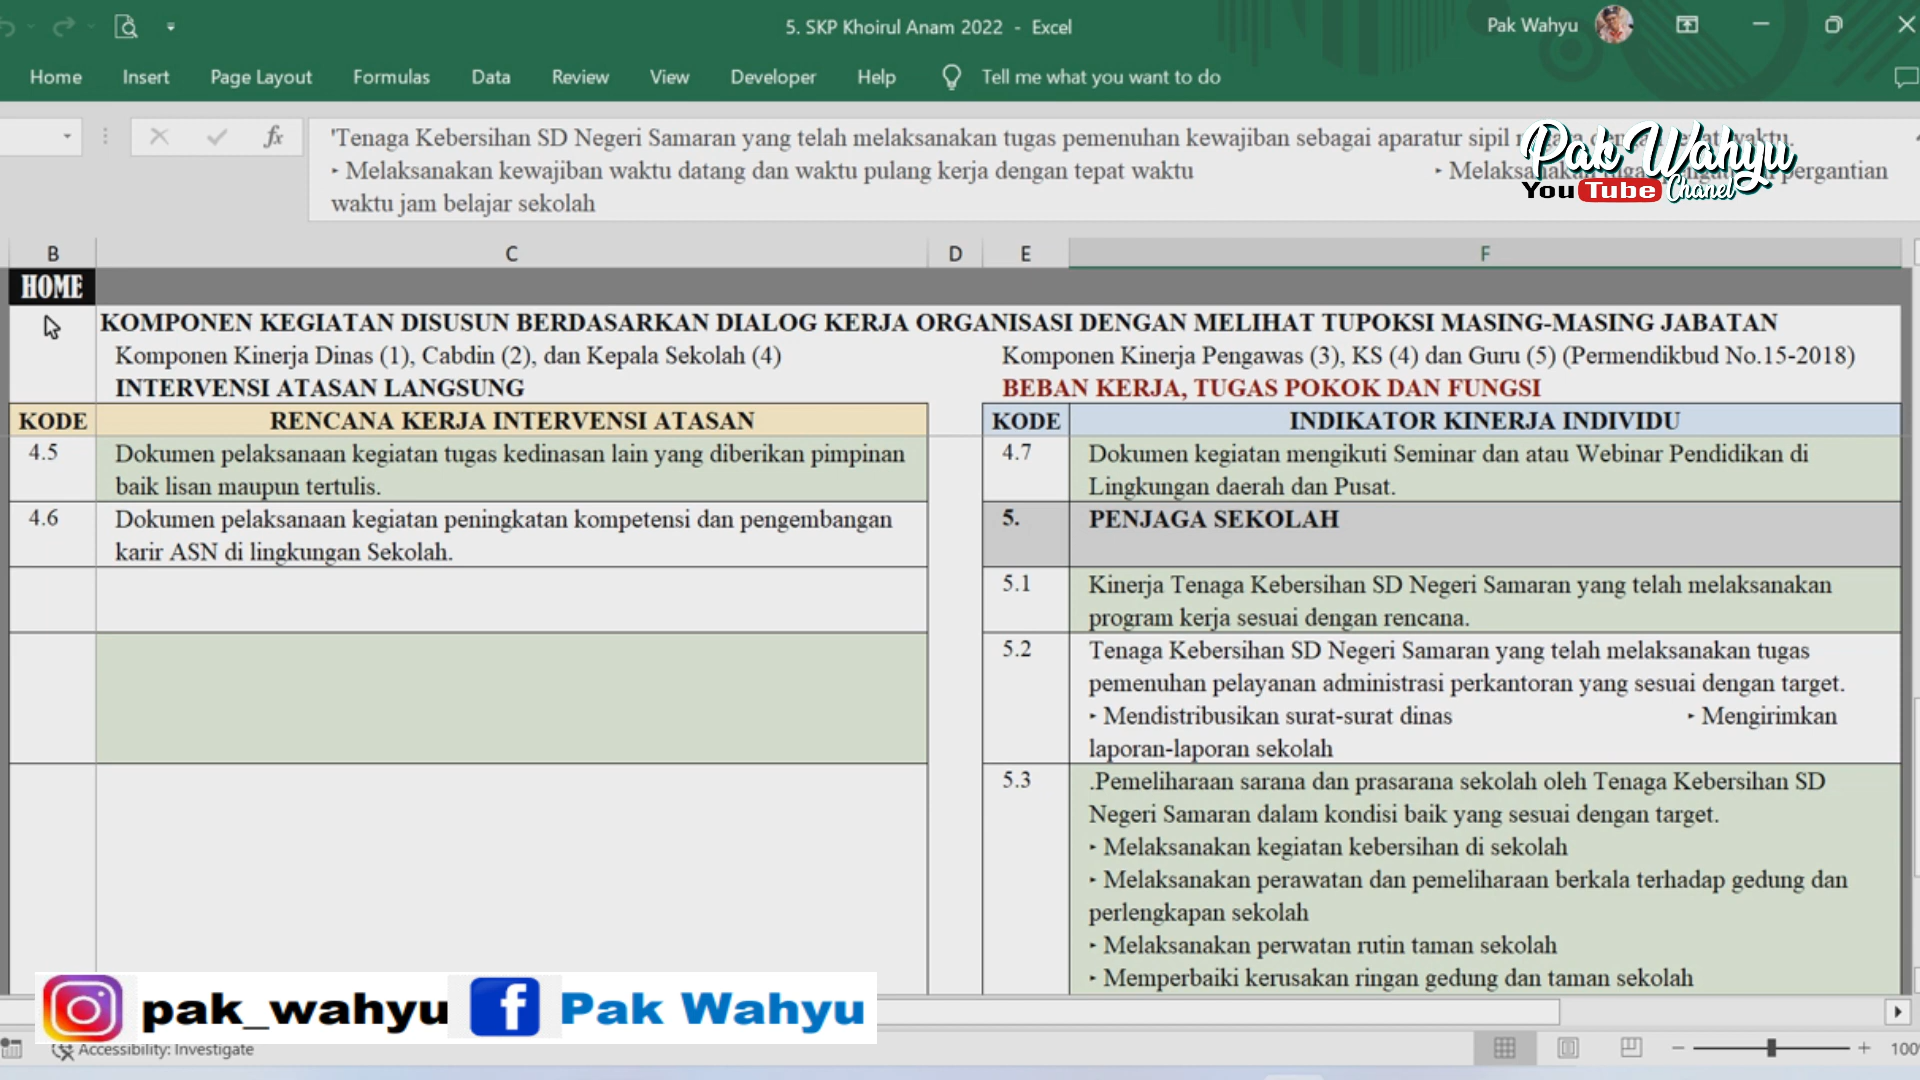 5. SKP Khoirul Anam 2022 - Excel
Pak Wahyu
Home Insert Page Layout Formulas Data Review View Developer Help Tell me what you want to do
fx
'Tenaga Kebersihan SD Negeri Samaran yang telah melaksanakan tugas pemenuhan kewajiban sebagai aparatur sipil waktu.
‣ Melaksanakan kewajiban waktu datang dan waktu pulang kerja dengan tepat waktu ‣ pergantian
waktu jam belajar sekolah
Pak Wahyu
YouTube Chanel
B C D E F
HOME
KOMPONEN KEGIATAN DISUSUN BERDASARKAN DIALOG KERJA ORGANISASI DENGAN MELIHAT TUPOKSI MASING-MASING JABATAN
Komponen Kinerja Dinas (1), Cabdin (2), dan Kepala Sekolah (4)
INTERVENSI ATASAN LANGSUNG
KODE RENCANA KERJA INTERVENSI ATASAN
4.5 Dokumen pelaksanaan kegiatan tugas kedinasan lain yang diberikan pimpinan
baik lisan maupun tertulis.
4.6 Dokumen pelaksanaan kegiatan peningkatan kompetensi dan pengembangan
karir ASN di lingkungan Sekolah.
Komponen Kinerja Pengawas (3), KS (4) dan Guru (5) (Permendikbud No.15-2018)
BEBAN KERJA, TUGAS POKOK DAN FUNGSI
KODE INDIKATOR KINERJA INDIVIDU
4.7 Dokumen kegiatan mengikuti Seminar dan atau Webinar Pendidikan di
Lingkungan daerah dan Pusat.
5. PENJAGA SEKOLAH
5.1 Kinerja Tenaga Kebersihan SD Negeri Samaran yang telah melaksanakan
program kerja sesuai dengan rencana.
5.2 Tenaga Kebersihan SD Negeri Samaran yang telah melaksanakan tugas
pemenuhan pelayanan administrasi perkantoran yang sesuai dengan target.
‣ Mendistribusikan surat-surat dinas ‣ Mengirimkan
laporan-laporan sekolah
5.3 .Pemeliharaan sarana dan prasarana sekolah oleh Tenaga Kebersihan SD
Negeri Samaran dalam kondisi baik yang sesuai dengan target.
‣ Melaksanakan kegiatan kebersihan di sekolah
‣ Melaksanakan perawatan dan pemeliharaan berkala terhadap gedung dan
perlengkapan sekolah
‣ Melaksanakan perwatan rutin taman sekolah
‣ Memperbaiki kerusakan ringan gedung dan taman sekolah
pak_wahyu
Pak Wahyu
Accessibility: Investigate
100